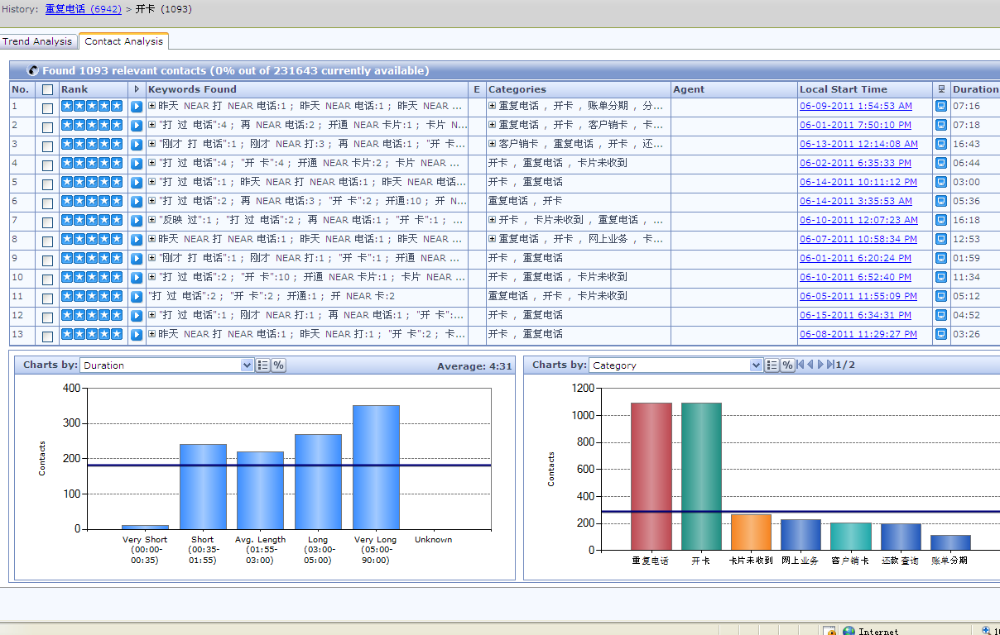 History: 重复电话 (6942) > 开卡 (1093)
Trend Analysis Contact Analysis
Found 1093 relevant contacts (0% out of 231643 currently available)
No. Rank Keywords Found E Categories Agent Local Start Time Duration
1 昨天 NEAR 打 NEAR 电话:1 ; 昨天 NEAR 电话:1 ; 昨天 NEAR ... 重复电话 , 开卡 , 账单分期 , 分... 06-09-2011 1:54:53 AM 07:16
2 "打 过 电话":4 ; 再 NEAR 电话:2 ; 开通 NEAR 卡片:1 ; 卡片 N... 重复电话 , 开卡 , 客户销卡 , 卡... 06-01-2011 7:50:10 PM 07:18
3 "刚才 打 电话":1 ; 刚才 NEAR 打:3 ; 再 NEAR 电话:1 ; "开 卡... 客户销卡 , 重复电话 , 开卡 , 还... 06-13-2011 12:14:08 AM 16:43
4 "打 过 电话":4 ; "开 卡":4 ; 开通 NEAR 卡片:2 ; 卡片 NEAR ... 开卡 , 重复电话 , 卡片未收到 06-02-2011 6:35:33 PM 06:44
5 "打 过 电话":1 ; 昨天 NEAR 打 NEAR 电话:1 ; 昨天 NEAR 电话... 开卡 , 重复电话 06-14-2011 10:11:12 PM 03:00
6 "打 过 电话":2 ; 再 NEAR 电话:3 ; "开 卡":2 ; 开通:10 ; 开 N... 重复电话 , 开卡 06-14-2011 3:35:53 AM 05:36
7 "反映 过":1 ; "打 过 电话":2 ; 再 NEAR 电话:1 ; "开 卡":1 ; ... 开卡 , 卡片未收到 , 重复电话 , ... 06-10-2011 12:07:23 AM 16:18
8 昨天 NEAR 打 NEAR 电话:1 ; 昨天 NEAR 电话:1 ; 昨天 NEAR ... 重复电话 , 开卡 , 网上业务 , 卡... 06-07-2011 10:58:34 PM 12:53
9 "刚才 打 电话":1 ; 刚才 NEAR 打:1 ; "开 卡":1 ; 开通 NEAR ... 开卡 , 重复电话 06-01-2011 6:20:24 PM 01:59
10 "打 过 电话":2 ; "开 卡":10 ; 开通 NEAR 卡片:1 ; 卡片 NEAR ... 开卡 , 重复电话 , 卡片未收到 06-10-2011 6:52:40 PM 11:34
11 "打 过 电话":2 ; "开 卡":2 ; 开通:1 ; 开 NEAR 卡:2 重复电话 , 开卡 , 卡片未收到 06-05-2011 11:55:09 PM 05:12
12 "打 过 电话":1 ; 刚才 NEAR 打:1 ; 再 NEAR 电话:1 ; "开 卡":... 开卡 , 重复电话 06-15-2011 6:34:31 PM 04:52
13 昨天 NEAR 打 NEAR 电话:1 ; 昨天 NEAR 打:1 ; "开 卡":2 ; 卡... 开卡 , 重复电话 06-08-2011 11:29:27 PM 03:26
Charts by: Duration % Average: 4:31
Charts by: Category % 1/2
400
300
200
100
0
Contacts
Very Short (00:00-00:35)
Short (00:35-01:55)
Avg. Length (01:55-03:00)
Long (03:00-05:00)
Very Long (05:00-90:00)
Unknown
1200
1000
800
600
400
200
0
Contacts
重复电话 开卡 卡片未收到 网上业务 客户销卡 还款查询 账单分期
Internet